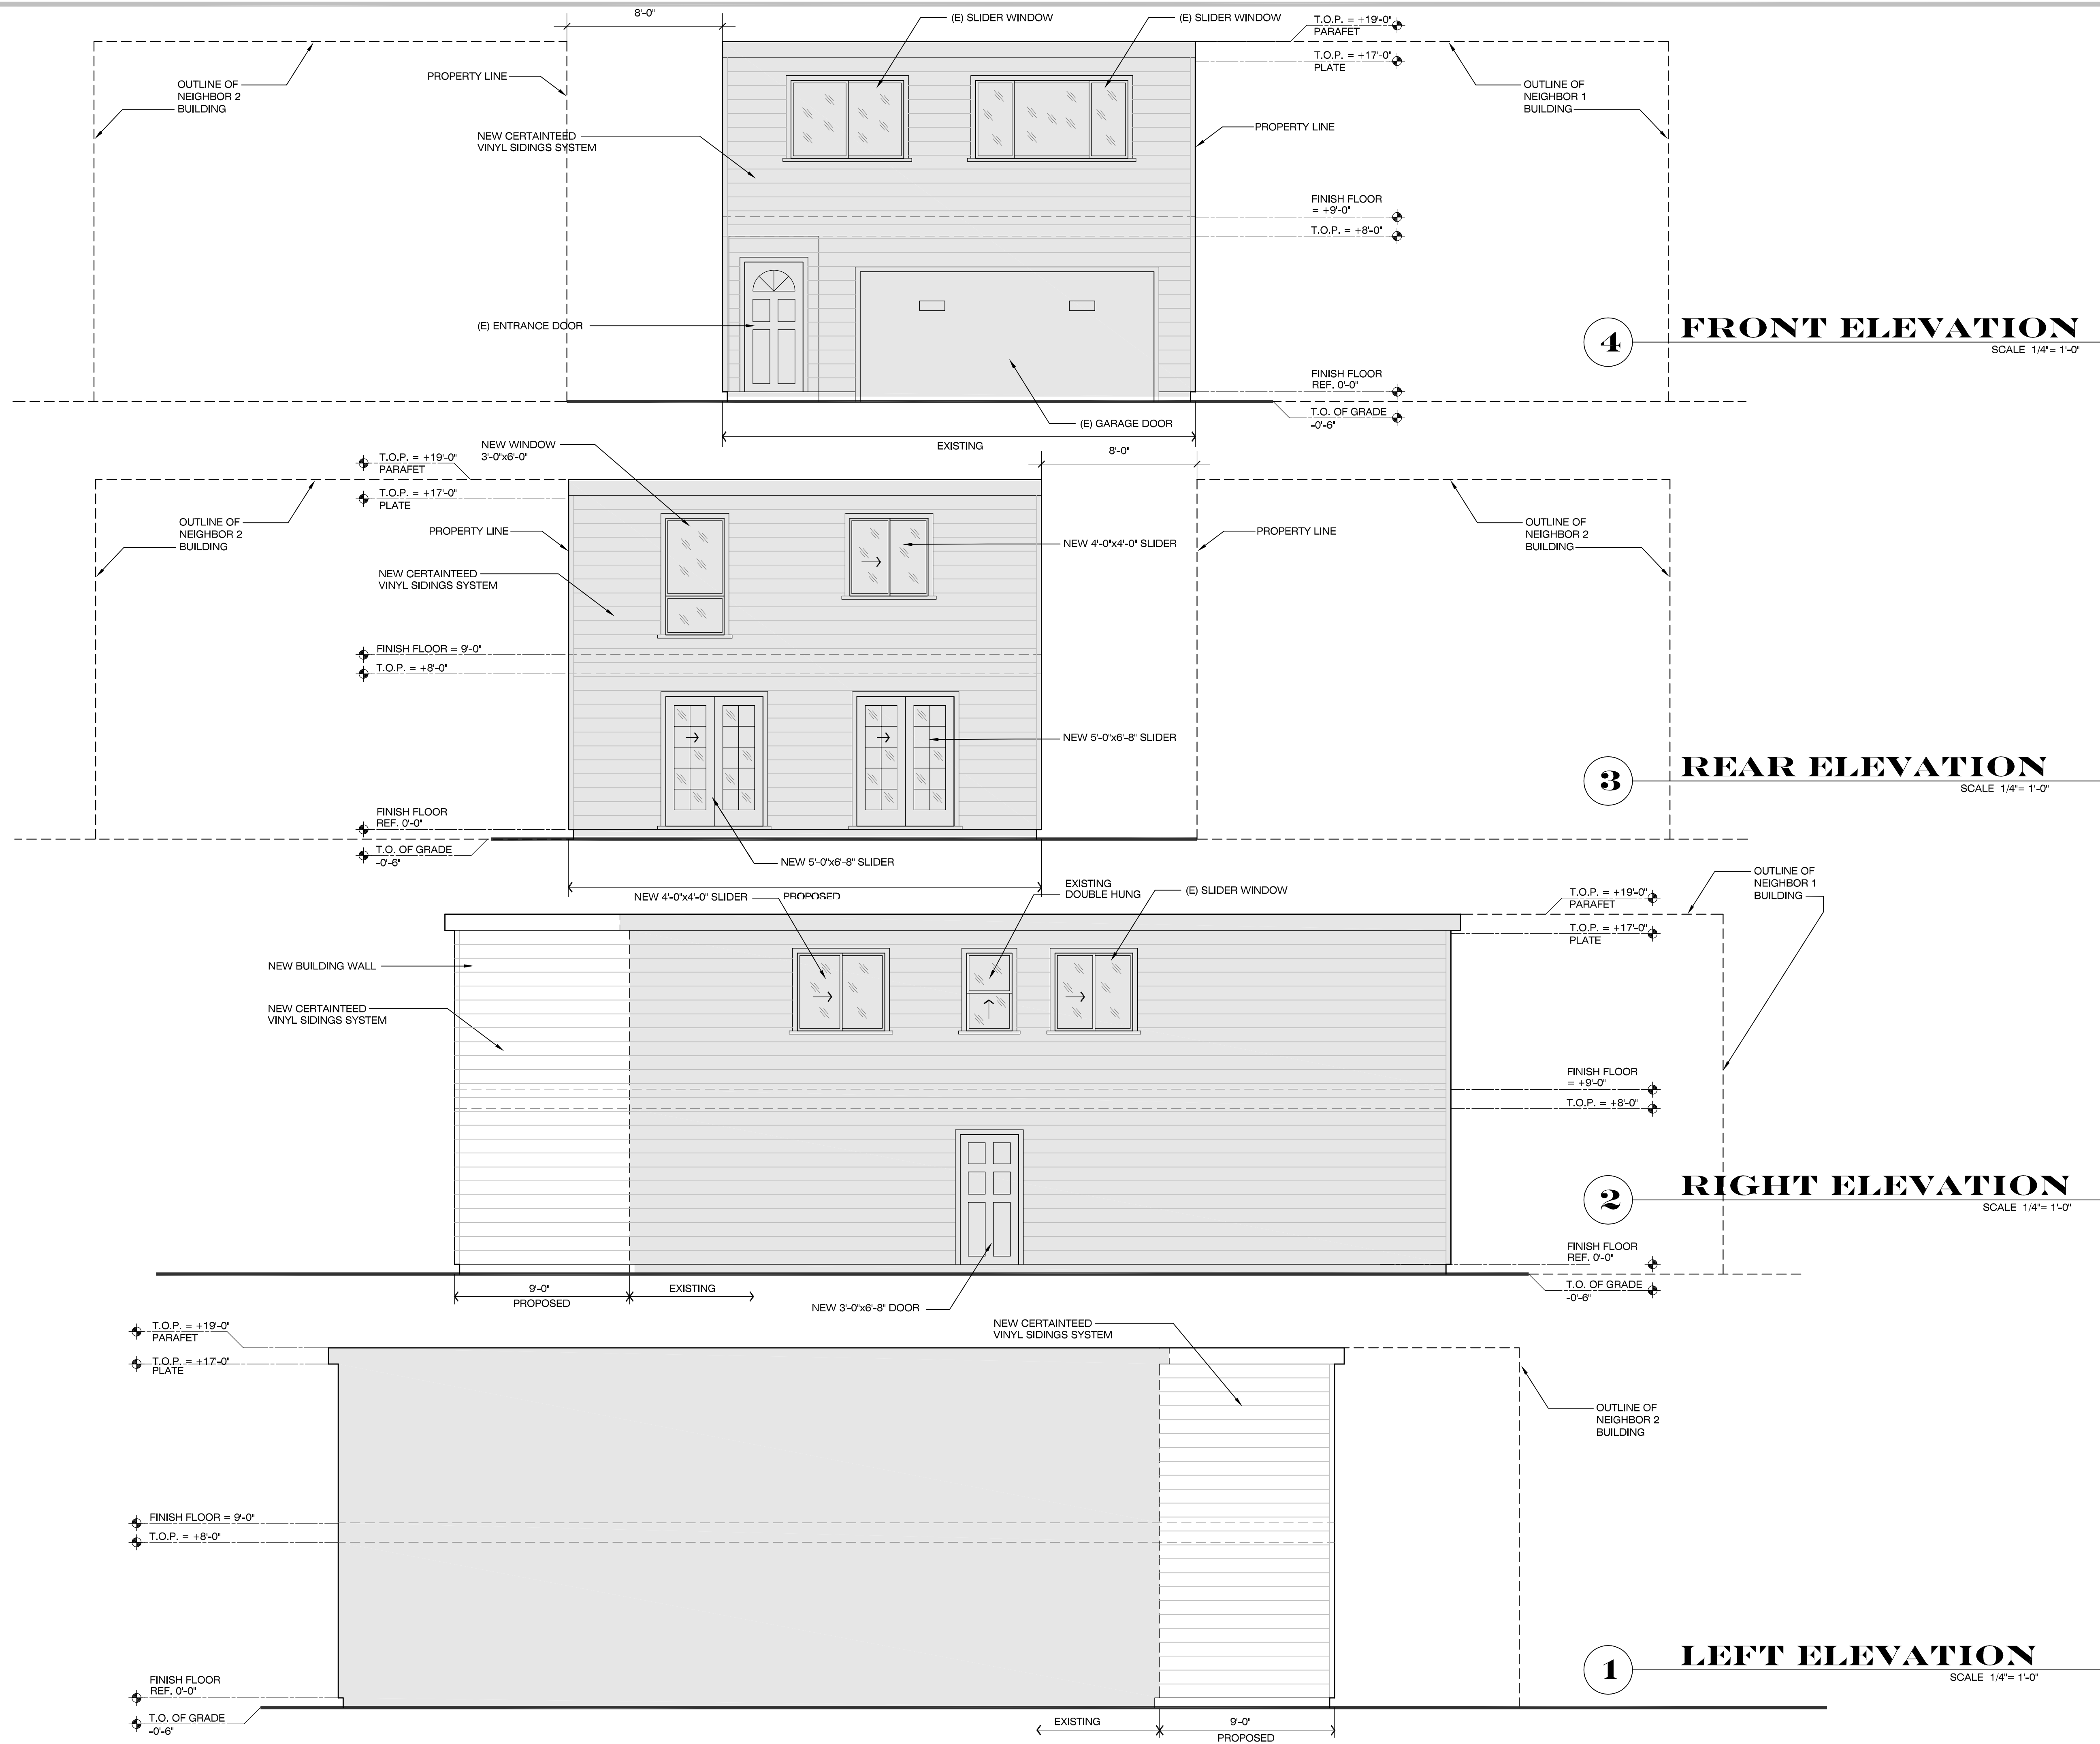 8'-0"
(E) SLIDER WINDOW
(E) SLIDER WINDOW
T.O.P. = +19'-0"
PARAFET
T.O.P. = +17'-0"
PLATE
OUTLINE OF
NEIGHBOR 2
BUILDING
PROPERTY LINE
OUTLINE OF
NEIGHBOR 1
BUILDING
NEW CERTAINTEED
VINYL SIDINGS SYSTEM
PROPERTY LINE
FINISH FLOOR
= +9'-0"
T.O.P. = +8'-0"
(E) ENTRANCE DOOR
4
FRONT ELEVATION
SCALE 1/4"= 1'-0"
FINISH FLOOR
REF. 0'-0"
T.O. OF GRADE
-0'-6"
(E) GARAGE DOOR
EXISTING
NEW WINDOW
3'-0"x6'-0"
8'-0"
T.O.P. = +19'-0"
PARAFET
T.O.P. = +17'-0"
PLATE
OUTLINE OF
NEIGHBOR 2
BUILDING
PROPERTY LINE
NEW 4'-0"x4'-0" SLIDER
PROPERTY LINE
OUTLINE OF
NEIGHBOR 2
BUILDING
NEW CERTAINTEED
VINYL SIDINGS SYSTEM
FINISH FLOOR = 9'-0"
T.O.P. = +8'-0"
NEW 5'-0"x6'-8" SLIDER
3
REAR ELEVATION
SCALE 1/4"= 1'-0"
FINISH FLOOR
REF. 0'-0"
T.O. OF GRADE
-0'-6"
NEW 5'-0"x6'-8" SLIDER
PROPOSED
NEW 4'-0"x4'-0" SLIDER
EXISTING
DOUBLE HUNG
(E) SLIDER WINDOW
T.O.P. = +19'-0"
PARAFET
T.O.P. = +17'-0"
PLATE
OUTLINE OF
NEIGHBOR 1
BUILDING
NEW BUILDING WALL
NEW CERTAINTEED
VINYL SIDINGS SYSTEM
FINISH FLOOR
= +9'-0"
T.O.P. = +8'-0"
2
RIGHT ELEVATION
SCALE 1/4"= 1'-0"
FINISH FLOOR
REF. 0'-0"
T.O. OF GRADE
-0'-6"
9'-0"
PROPOSED
EXISTING
NEW 3'-0"x6'-8" DOOR
T.O.P. = +19'-0"
PARAFET
T.O.P. = +17'-0"
PLATE
NEW CERTAINTEED
VINYL SIDINGS SYSTEM
OUTLINE OF
NEIGHBOR 2
BUILDING
FINISH FLOOR = 9'-0"
T.O.P. = +8'-0"
1
LEFT ELEVATION
SCALE 1/4"= 1'-0"
FINISH FLOOR
REF. 0'-0"
T.O. OF GRADE
-0'-6"
EXISTING
9'-0"
PROPOSED